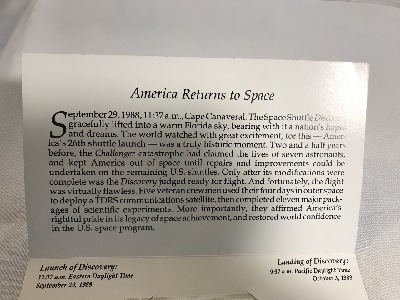 America Returns to Space
September 29, 1988, 11:37 a.m., Cape Canaveral. The Space Shuttle Discovery
gracefully lifted into a warm Florida sky, bearing with it a nation's hopes
and dreams. The world watched with great excitement, for this — Amer-
ica's 26th shuttle launch — was a truly historic moment. Two and a half years
before, the Challenger catastrophe had claimed the lives of seven astronauts,
and kept America out of space until repairs and improvements could be
undertaken on the remaining U.S. shuttles. Only after its modifications were
complete was the Discovery judged ready for flight. And fortunately, the flight
was virtually flawless. Five veteran crewmen used their four days in outer space
to deploy a TDRS communications satellite, then completed eleven major pack-
ages of scientific experiments. More importantly, they affirmed America's
rightful pride in its legacy of space achievement, and restored world confidence
in the U.S. space program.
Launch of Discovery:
11:37 a.m. Eastern Daylight Time
September 29, 1988
Landing of Discovery:
9:37 a.m. Pacific Daylight Time
October 3, 1988